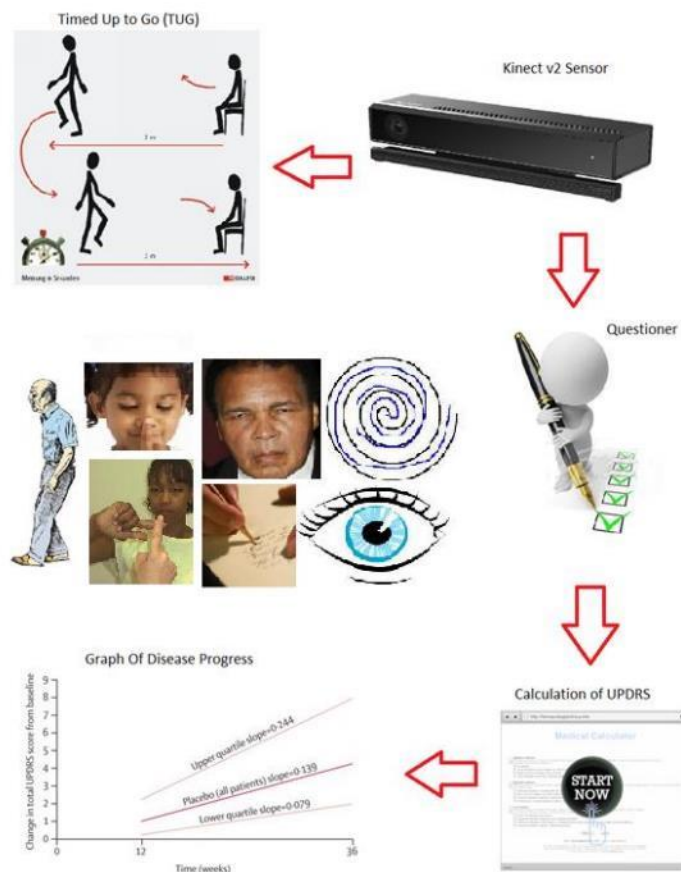 Timed Up to Go (TUG)
Kinect v2 Sensor
3 m
3 m
Messung in Sekunden
Questioner
Graph Of Disease Progress
Change in total UPDRS score from baseline
9
8
7
6
5
4
3
2
1
0
Upper quartile slope=0·244
Placebo (all patients) slope=0·139
Lower quartile slope=0·079
0
12
36
Time (weeks)
Calculation of UPDRS
Medical Calculator
START
NOW